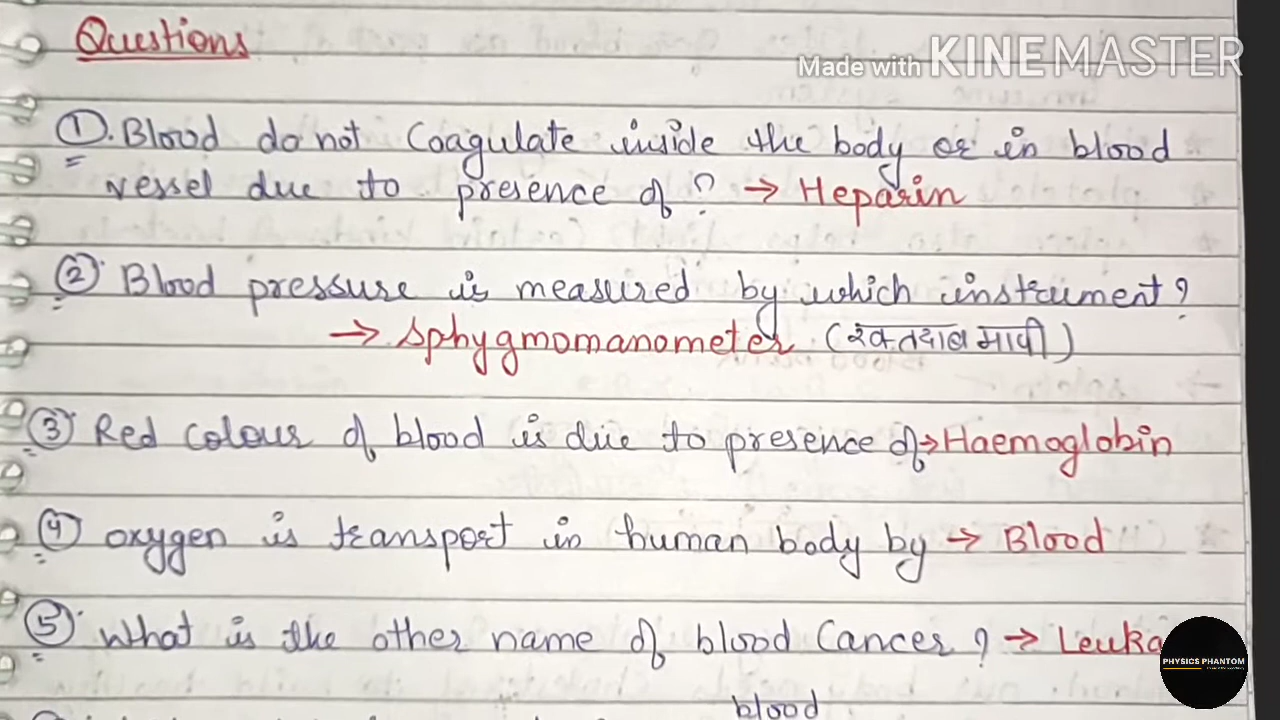 Questions
Made with KINEMASTER
①. Blood do not Coagulate inside the body or in blood
vessel due to presence of? → Heparin
② Blood pressure is measured by which instrument?
→ Sphygmomanometer (रक्तदाब मापी)
③ Red Colour of blood is due to presence of → Haemoglobin
④ oxygen is transport in human body by → Blood
⑤ What is the other name of blood Cancer? → Leuka
PHYSICS PHANTOM
blood